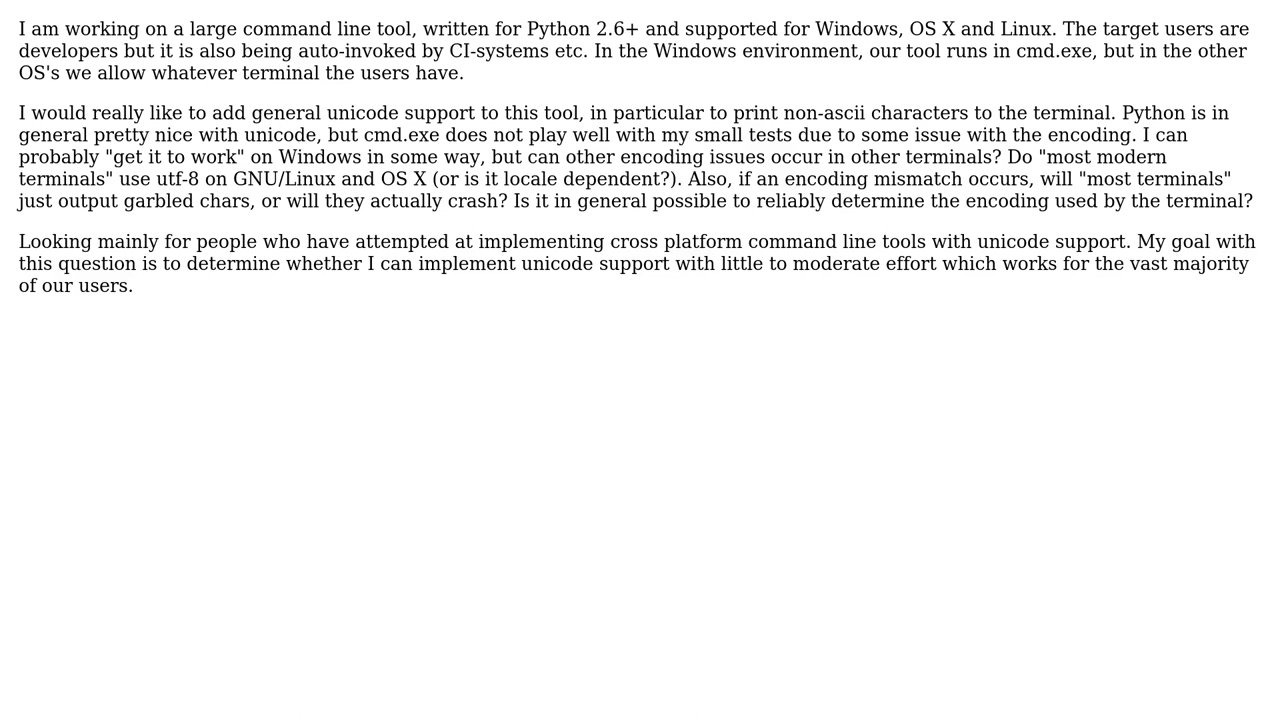 I am working on a large command line tool, written for Python 2.6+ and supported for Windows, OS X and Linux. The target users are
developers but it is also being auto-invoked by CI-systems etc. In the Windows environment, our tool runs in cmd.exe, but in the other
OS's we allow whatever terminal the users have.
I would really like to add general unicode support to this tool, in particular to print non-ascii characters to the terminal. Python is in
general pretty nice with unicode, but cmd.exe does not play well with my small tests due to some issue with the encoding. I can
probably "get it to work" on Windows in some way, but can other encoding issues occur in other terminals? Do "most modern
terminals" use utf-8 on GNU/Linux and OS X (or is it locale dependent?). Also, if an encoding mismatch occurs, will "most terminals"
just output garbled chars, or will they actually crash? Is it in general possible to reliably determine the encoding used by the terminal?
Looking mainly for people who have attempted at implementing cross platform command line tools with unicode support. My goal with
this question is to determine whether I can implement unicode support with little to moderate effort which works for the vast majority
of our users.